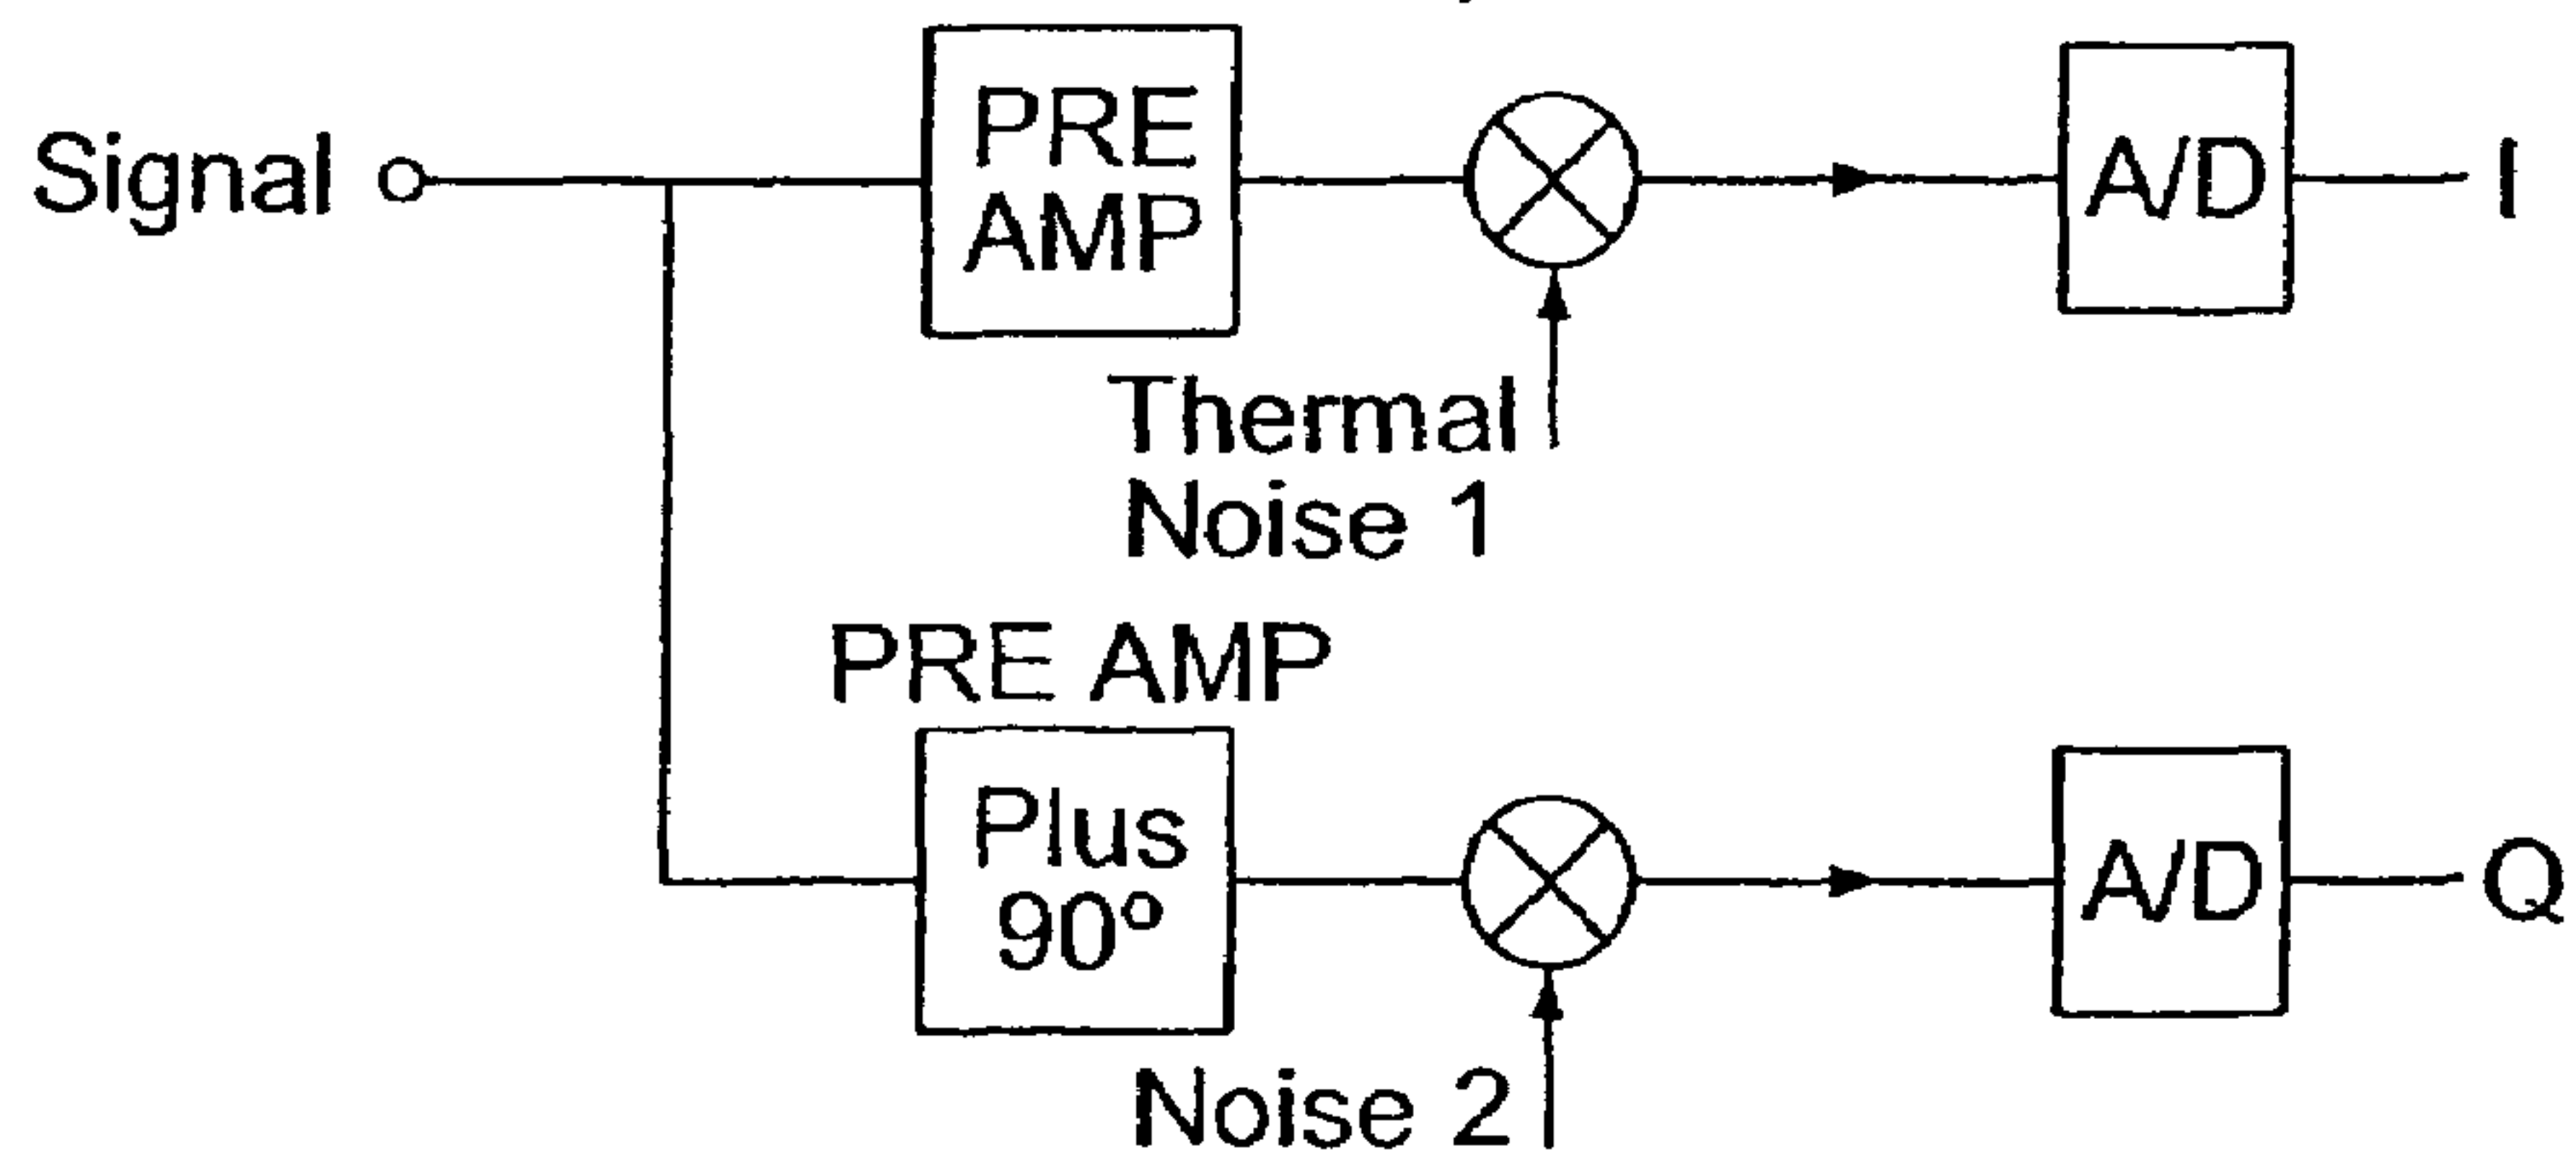 Signal
PRE
AMP
A/D
I
Thermal
Noise 1
PRE AMP
Plus
90°
A/D
Q
Noise 2